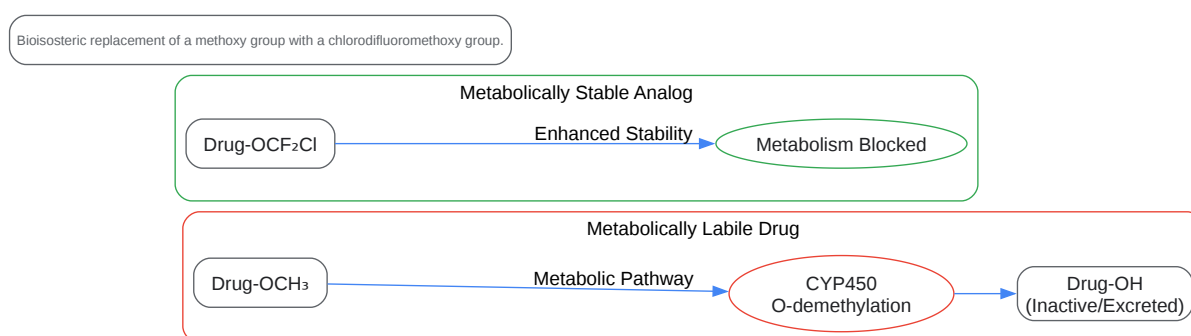 Bioisosteric replacement of a methoxy group with a chlorodifluoromethoxy group.
Metabolically Stable Analog
Drug-OCF₂Cl
Enhanced Stability
Metabolism Blocked
Metabolically Labile Drug
Drug-OCH₃
Metabolic Pathway
CYP450
O-demethylation
Drug-OH
(Inactive/Excreted)